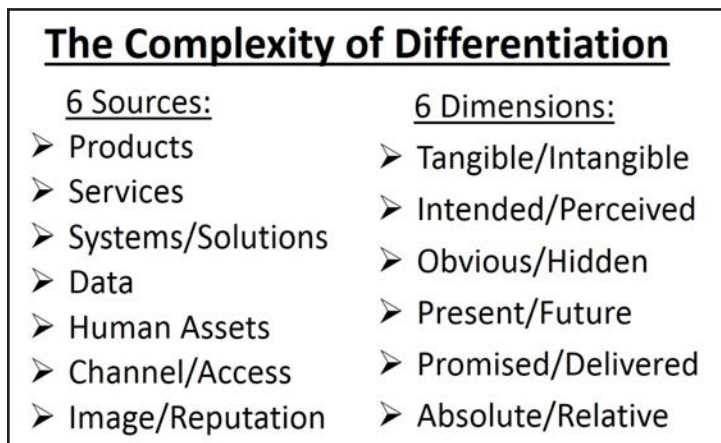 The Complexity of Differentiation
6 Sources:
➢ Products
➢ Services
➢ Systems/Solutions
➢ Data
➢ Human Assets
➢ Channel/Access
➢ Image/Reputation
6 Dimensions:
➢ Tangible/Intangible
➢ Intended/Perceived
➢ Obvious/Hidden
➢ Present/Future
➢ Promised/Delivered
➢ Absolute/Relative